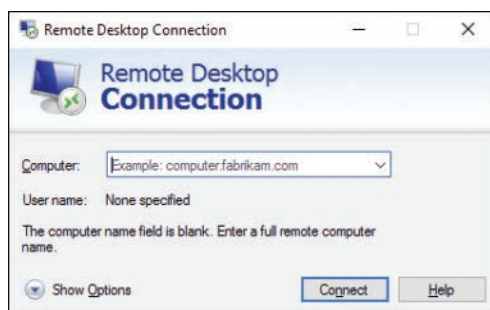 Remote Desktop Connection
Remote Desktop
Connection
Computer: Example: computer.fabrikam.com
User name: None specified
The computer name field is blank. Enter a full remote computer
name.
Show Options Connect Help